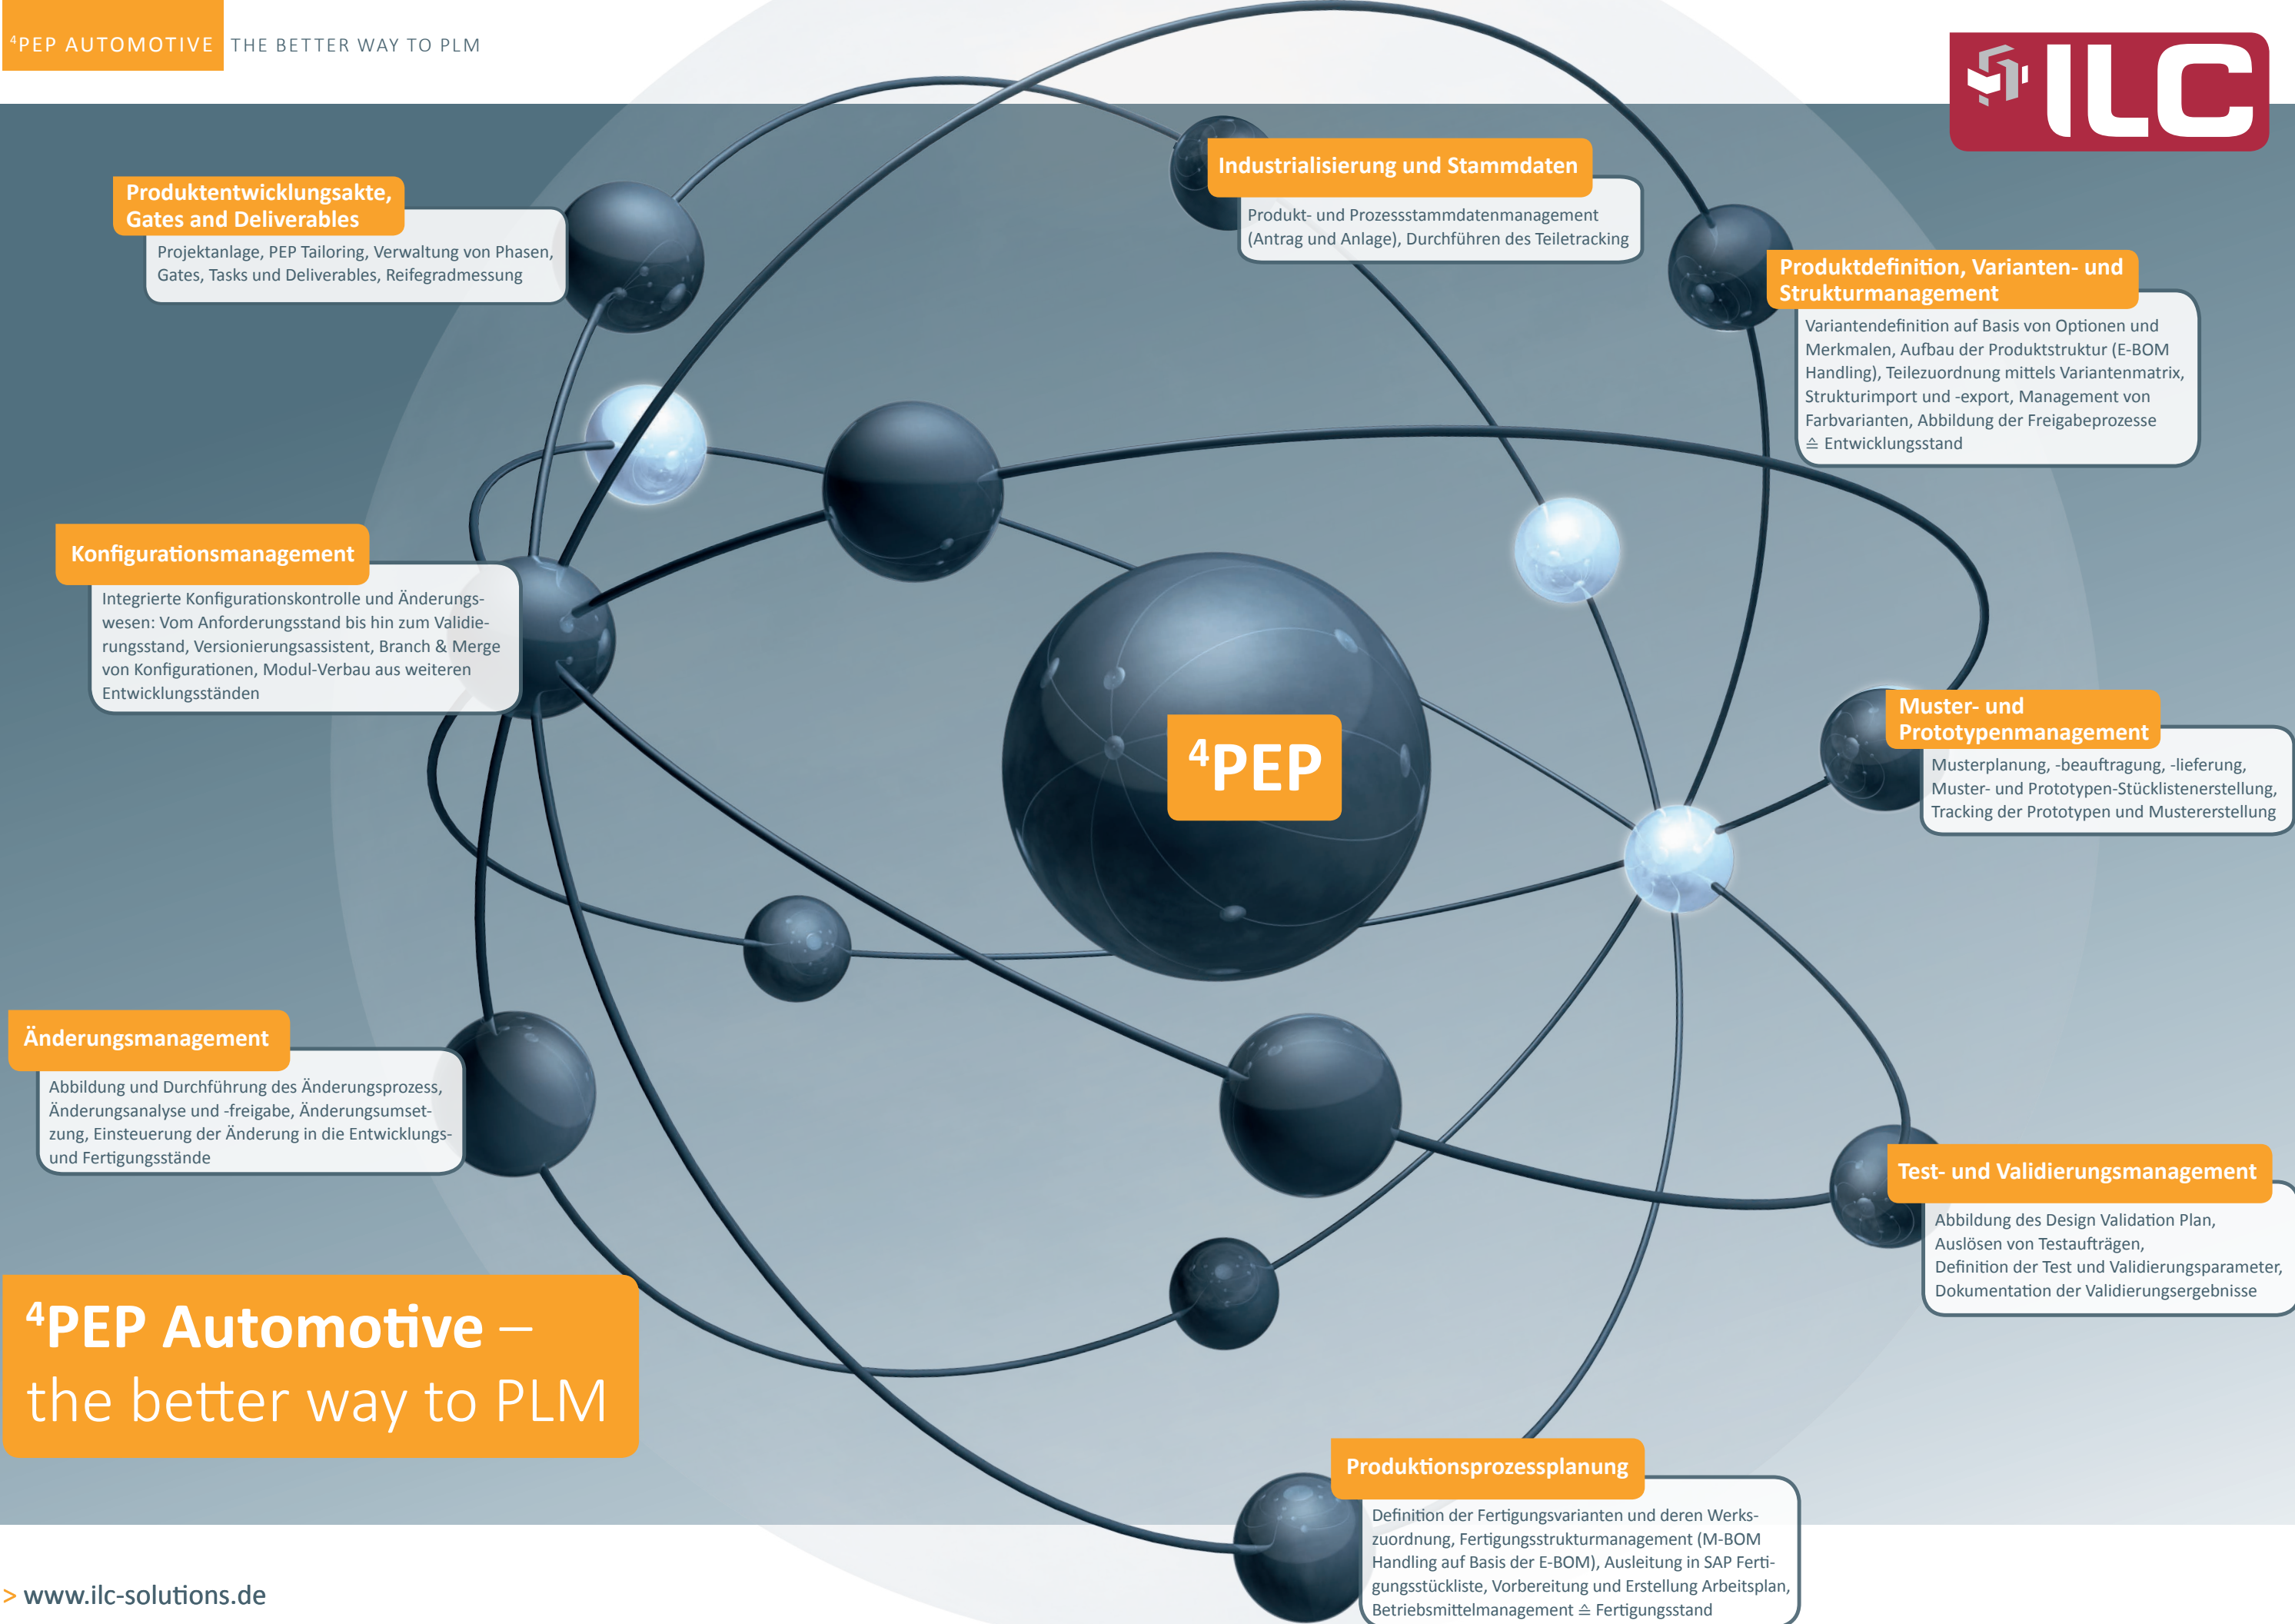 ⁴PEP AUTOMOTIVE THE BETTER WAY TO PLM
ILC
Produktentwicklungsakte,
Gates and Deliverables
Projektanlage, PEP Tailoring, Verwaltung von Phasen,
Gates, Tasks und Deliverables, Reifegradmessung
Industrialisierung und Stammdaten
Produkt- und Prozessstammdatenmanagement
(Antrag und Anlage), Durchführen des Teiletracking
Produktdefinition, Varianten- und
Strukturmanagement
Variantendefinition auf Basis von Optionen und
Merkmalen, Aufbau der Produktstruktur (E-BOM
Handling), Teilezuordnung mittels Variantenmatrix,
Strukturimport und -export, Management von
Farbvarianten, Abbildung der Freigabeprozesse
≙ Entwicklungsstand
Konfigurationsmanagement
Integrierte Konfigurationskontrolle und Änderungs-
wesen: Vom Anforderungsstand bis hin zum Validie-
rungsstand, Versionierungsassistent, Branch & Merge
von Konfigurationen, Modul-Verbau aus weiteren
Entwicklungsständen
⁴PEP
Muster- und
Prototypenmanagement
Musterplanung, -beauftragung, -lieferung,
Muster- und Prototypen-Stücklistenerstellung,
Tracking der Prototypen und Mustererstellung
Änderungsmanagement
Abbildung und Durchführung des Änderungsprozess,
Änderungsanalyse und -freigabe, Änderungsumset-
zung, Einsteuerung der Änderung in die Entwicklungs-
und Fertigungsstände
Test- und Validierungsmanagement
Abbildung des Design Validation Plan,
Auslösen von Testaufträgen,
Definition der Test und Validierungsparameter,
Dokumentation der Validierungsergebnisse
⁴PEP Automotive –
the better way to PLM
Produktionsprozessplanung
Definition der Fertigungsvarianten und deren Werks-
zuordnung, Fertigungsstrukturmanagement (M-BOM
Handling auf Basis der E-BOM), Ausleitung in SAP Ferti-
gungsstückliste, Vorbereitung und Erstellung Arbeitsplan,
Betriebsmittelmanagement ≙ Fertigungsstand
> www.ilc-solutions.de